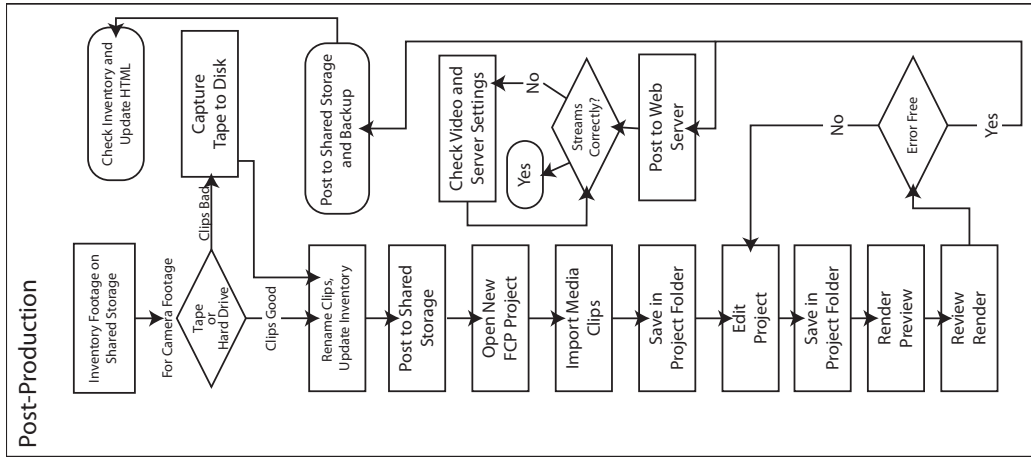 Post-Production
Inventory Footage on
Shared Storage
For Camera Footage
Tape
or
Hard Drive
Clips Bad
Clips Good
Capture
Tape to Disk
Check Inventory and
Update HTML
Rename Clips,
Update Inventory
Post to Shared
Storage
Open New
FCP Project
Import Media
Clips
Save in
Project Folder
Edit
Project
Save in
Project Folder
Render
Preview
Review
Render
Error Free
No
Yes
Post to Web
Server
Streams
Correctly?
No
Yes
Check Video and
Server Settings
Post to Shared Storage
and Backup